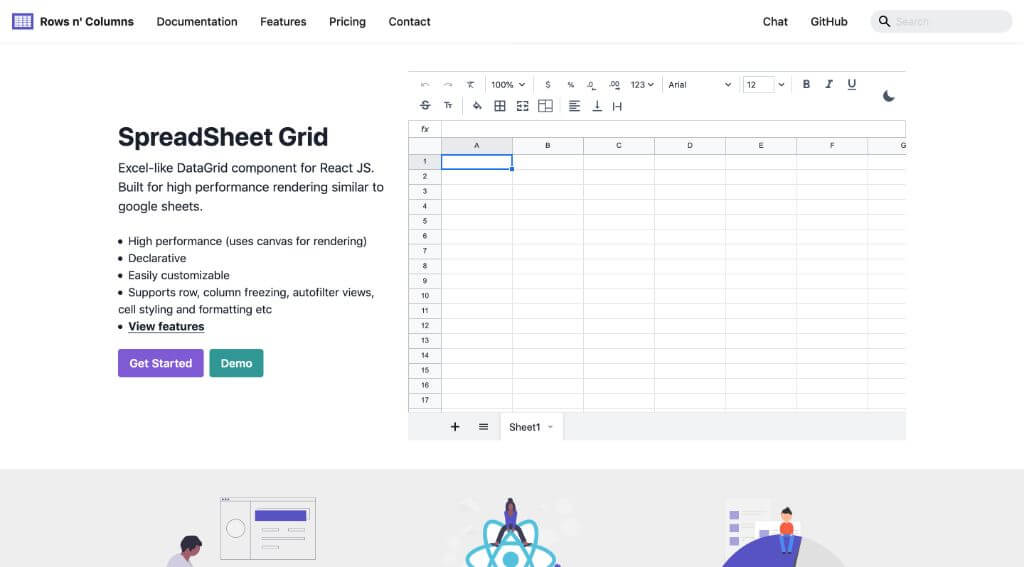 Rows n' Columns Documentation Features Pricing Contact Chat GitHub Search
SpreadSheet Grid
Excel-like DataGrid component for React JS.
Built for high performance rendering similar to
google sheets.
• High performance (uses canvas for rendering)
• Declarative
• Easily customizable
• Supports row, column freezing, autofilter views,
cell styling and formatting etc
• View features
Get Started Demo
100% $ % .0 .00 123 Arial 12 B I U
S Tт
fx
A B C D E F G
1
2
3
4
5
6
7
8
9
10
11
12
13
14
15
16
17
+ Sheet1